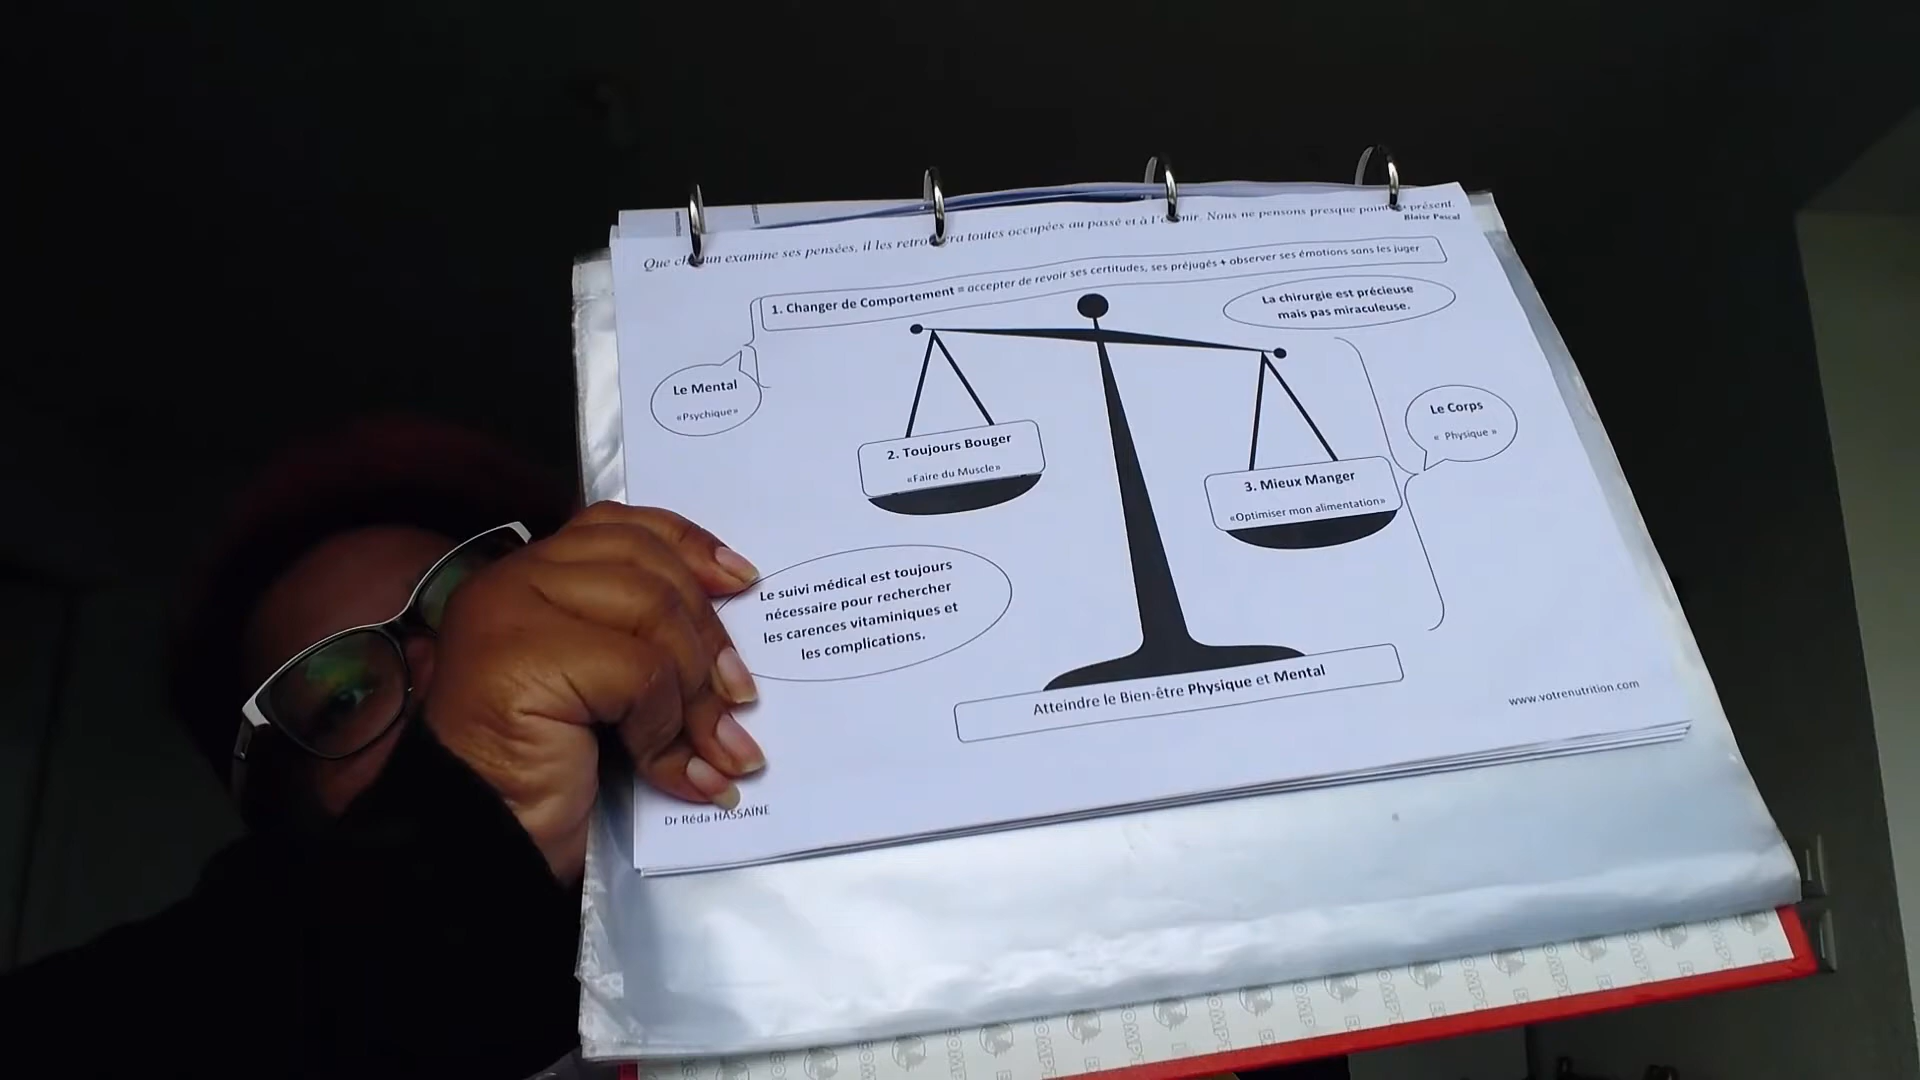 Que ch un examine ses pensées, il les retro era toutes occupées au passé et à l'a enir. Nous ne pensons presque point présent.
Blaise Pascal
1. Changer de Comportement = accepter de revoir ses certitudes, ses préjugés + observer ses émotions sans les juger
La chirurgie est précieuse
mais pas miraculeuse.
Le Mental
«Psychique»
Le Corps
« Physique »
2. Toujours Bouger
«Faire du Muscle»
3. Mieux Manger
«Optimiser mon alimentation»
Le suivi médical est toujours
nécessaire pour rechercher
les carences vitaminiques et
les complications.
Atteindre le Bien-être Physique et Mental
www.votrenutrition.com
Dr Réda HASSAÏNE